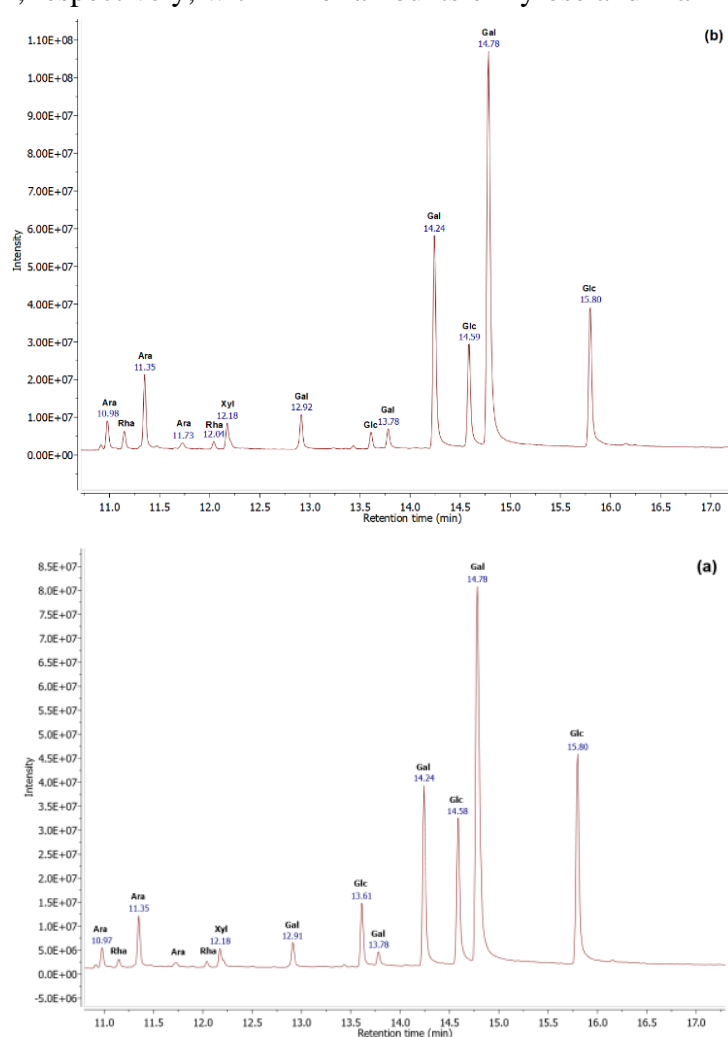 (b)
1.10E+08
1.00E+08
9.00E+07
8.00E+07
7.00E+07
6.00E+07
5.00E+07
4.00E+07
3.00E+07
2.00E+07
1.00E+07
0.00E+00
Intensity
Ara
10.98
Rha
Ara
11.35
Ara
11.73
Rha
12.04
Xyl
12.18
Gal
12.92
Glc
Gal
13.78
Gal
14.24
Glc
14.59
Gal
14.78
Glc
15.80
11.0 11.5 12.0 12.5 13.0 13.5 14.0 14.5 15.0 15.5 16.0 16.5 17.0
Retention time (min)
(a)
8.5E+07
8.0E+07
7.5E+07
7.0E+07
6.5E+07
6.0E+07
5.5E+07
5.0E+07
4.5E+07
4.0E+07
3.5E+07
3.0E+07
2.5E+07
2.0E+07
1.5E+07
1.0E+07
5.0E+06
0.0E+00
-5.0E+06
Intensity
Ara
10.97
Rha
Ara
11.35
Ara
Rha
Xyl
12.18
Gal
12.91
Glc
13.61
Gal
13.78
Gal
14.24
Glc
14.58
Gal
14.78
Glc
15.80
11.0 11.5 12.0 12.5 13.0 13.5 14.0 14.5 15.0 15.5 16.0 16.5 17.0
Retention time (min)